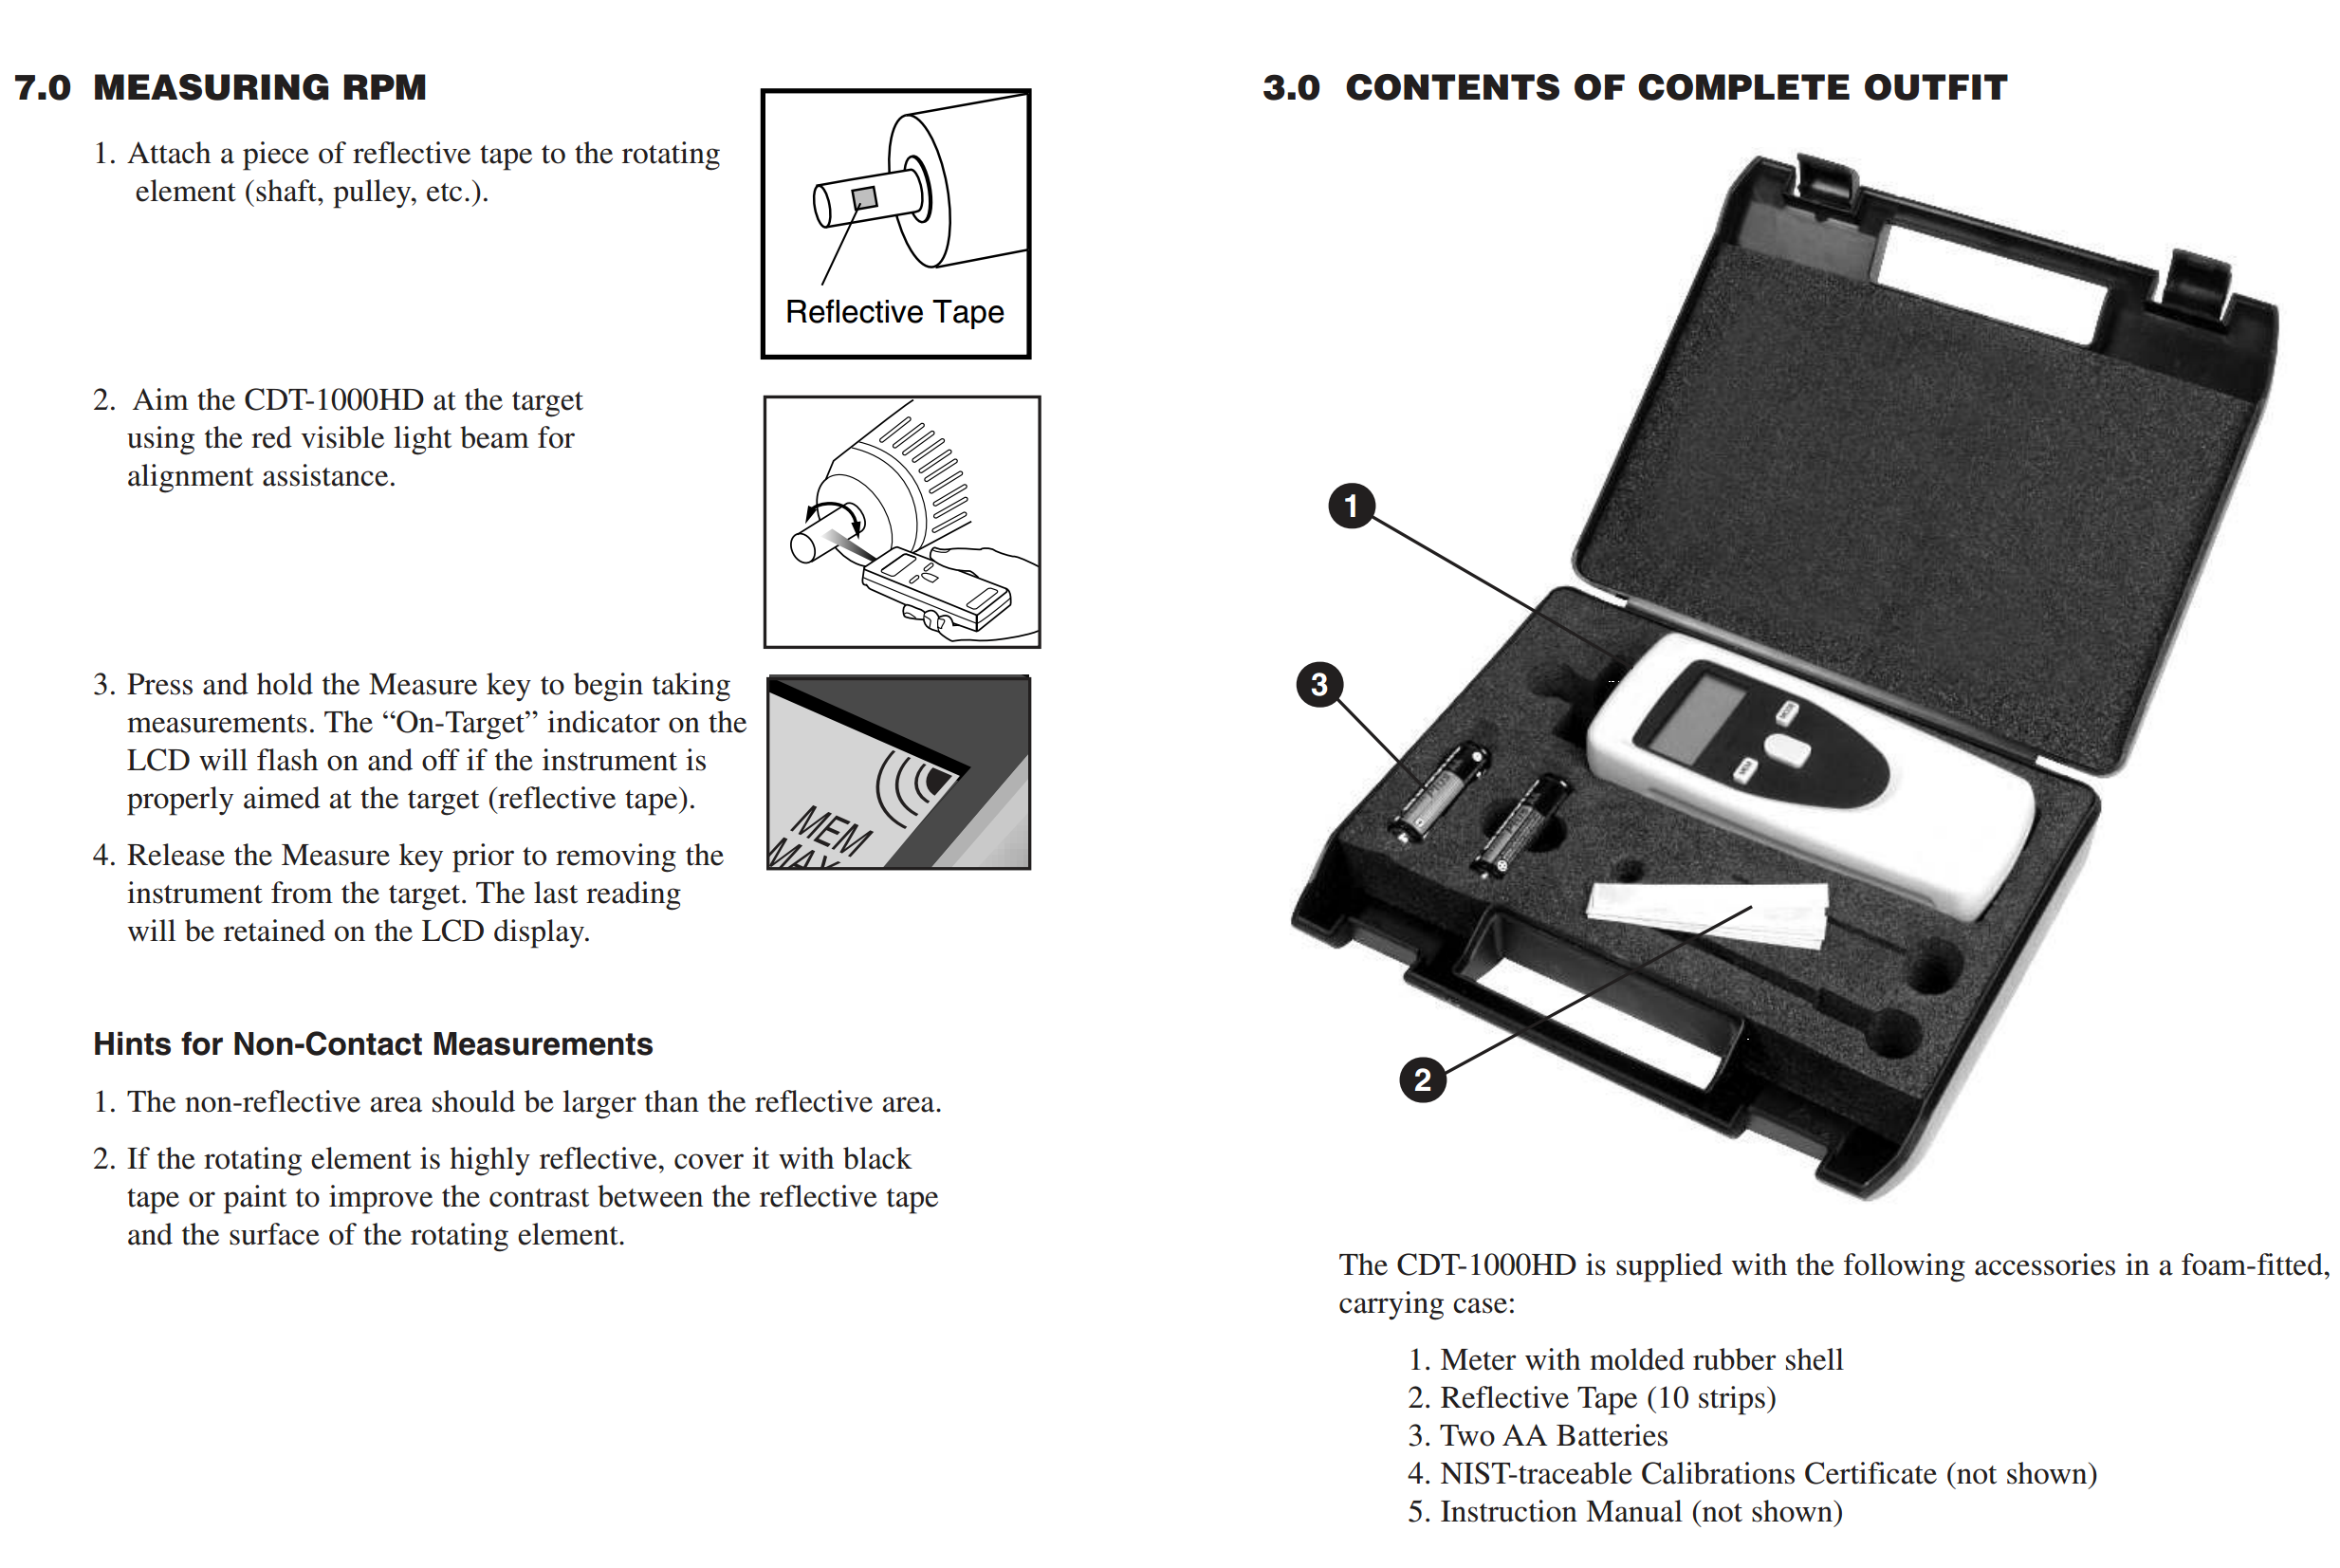 7.0 MEASURING RPM
1. Attach a piece of reflective tape to the rotating
element (shaft, pulley, etc.).
Reflective Tape
2. Aim the CDT-1000HD at the target
using the red visible light beam for
alignment assistance.
3. Press and hold the Measure key to begin taking
measurements. The “On-Target” indicator on the
LCD will flash on and off if the instrument is
properly aimed at the target (reflective tape).
MEM
MAX
4. Release the Measure key prior to removing the
instrument from the target. The last reading
will be retained on the LCD display.
Hints for Non-Contact Measurements
1. The non-reflective area should be larger than the reflective area.
2. If the rotating element is highly reflective, cover it with black
tape or paint to improve the contrast between the reflective tape
and the surface of the rotating element.
3.0 CONTENTS OF COMPLETE OUTFIT
1
3
2
The CDT-1000HD is supplied with the following accessories in a foam-fitted,
carrying case:
1. Meter with molded rubber shell
2. Reflective Tape (10 strips)
3. Two AA Batteries
4. NIST-traceable Calibrations Certificate (not shown)
5. Instruction Manual (not shown)